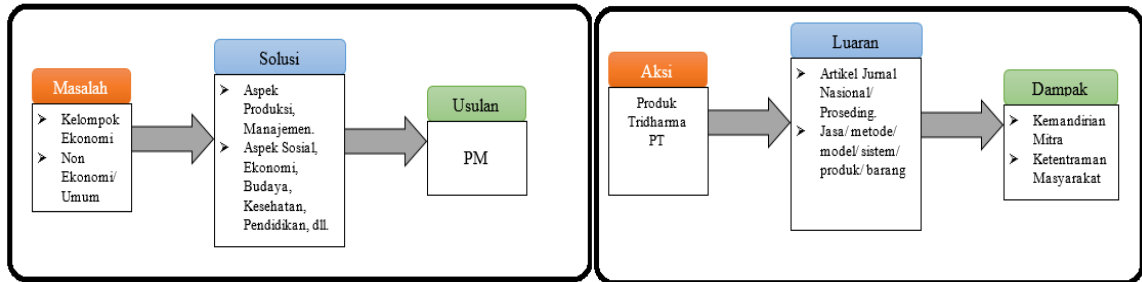 Masalah
➤ Kelompok
Ekonomi
➤ Non
Ekonomi/
Umum
Solusi
➤ Aspek
Produksi,
Manajemen.
➤ Aspek Sosial,
Ekonomi,
Budaya,
Kesehatan,
Pendidikan, dll.
Usulan
PM
Aksi
Produk
Tridharma
PT
Luaran
➤ Artikel Jurnal
Nasional/
Proseding.
➤ Jasa/ metode/
model/ sistem/
produk/ barang
Dampak
➤ Kemandirian
Mitra
➤ Ketentraman
Masyarakat